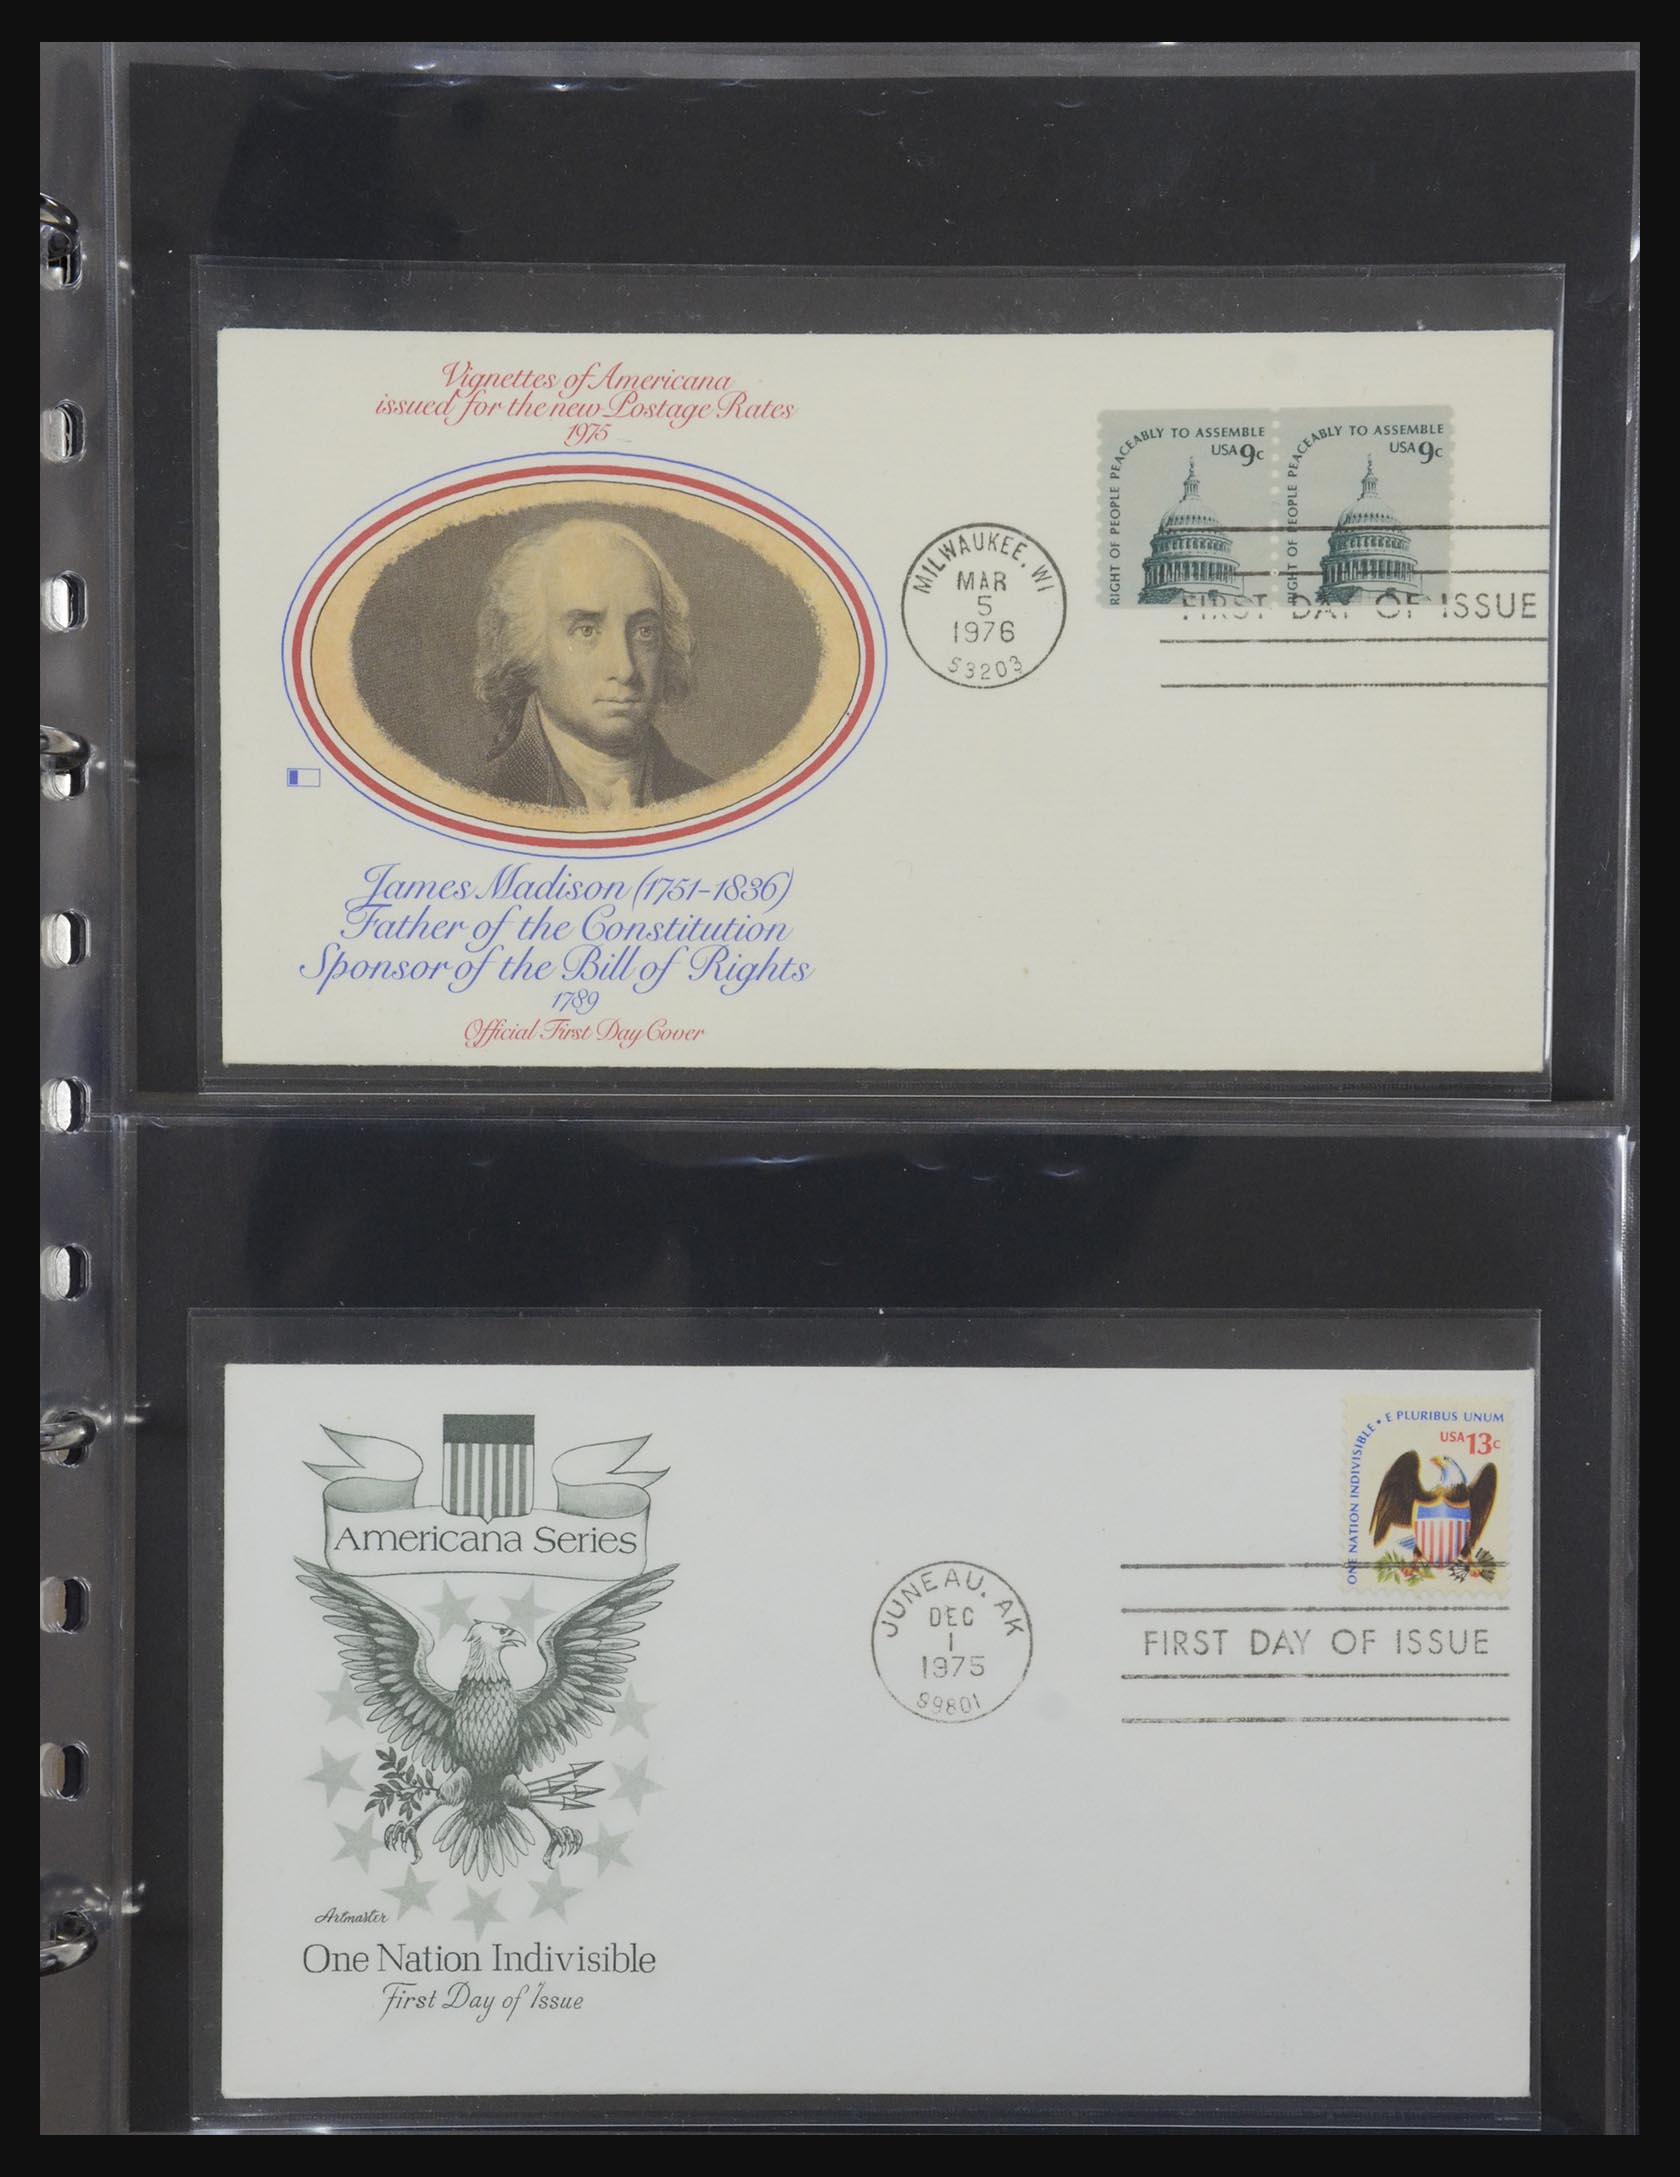 Vignettes of Americana
issued for the new Postage Rates
1975
RIGHT OF PEOPLE PEACEABLY TO ASSEMBLE
USA 9c
RIGHT OF PEOPLE PEACEABLY TO ASSEMBLE
USA 9c
MILWAUKEE, WI
MAR
5
1976
53203
FIRST DAY OF ISSUE
James Madison (1751-1836)
Father of the Constitution
Sponsor of the Bill of Rights
1789
Official First Day Cover
ONE NATION INDIVISIBLE • E PLURIBUS UNUM
USA 13c
Americana Series
JUNEAU, AK
DEC
1
1975
99801
FIRST DAY OF ISSUE
Artmaster
One Nation Indivisible
First Day of Issue